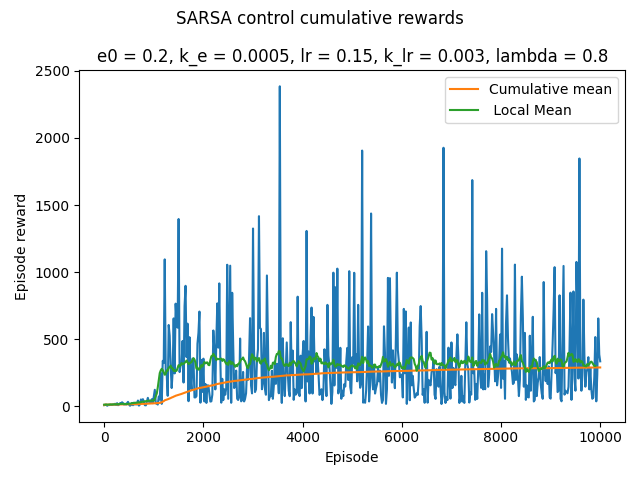 SARSA control cumulative rewards
e0 = 0.2, k_e = 0.0005, lr = 0.15, k_lr = 0.003, lambda = 0.8
2500
2000
1500
1000
500
0
Episode reward
Cumulative mean
Local Mean
0 2000 4000 6000 8000 10000
Episode